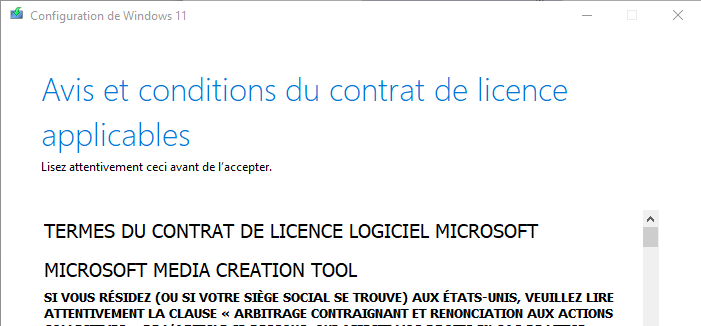 Configuration de Windows 11
Avis et conditions du contrat de licence
applicables
Lisez attentivement ceci avant de l’accepter.
TERMES DU CONTRAT DE LICENCE LOGICIEL MICROSOFT
MICROSOFT MEDIA CREATION TOOL
SI VOUS RÉSIDEZ (OU SI VOTRE SIÈGE SOCIAL SE TROUVE) AUX ÉTATS-UNIS, VEUILLEZ LIRE
ATTENTIVEMENT LA CLAUSE « ARBITRAGE CONTRAIGNANT ET RENONCIATION AUX ACTIONS